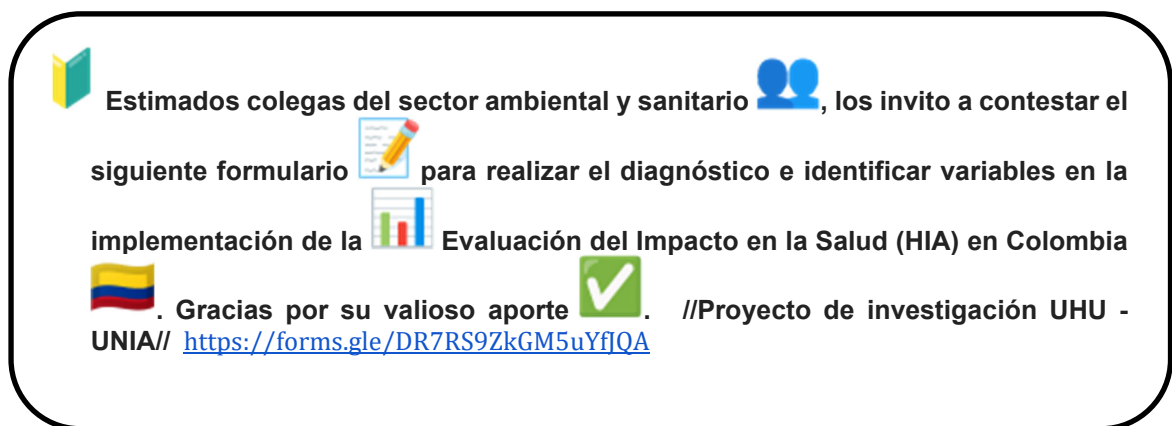 🔰 Estimados colegas del sector ambiental y sanitario 👥, los invito a contestar el
siguiente formulario 📝 para realizar el diagnóstico e identificar variables en la
implementación de la 📊 Evaluación del Impacto en la Salud (HIA) en Colombia
🇨🇴. Gracias por su valioso aporte ✅. //Proyecto de investigación UHU -
UNIA// https://forms.gle/DR7RS9ZkGM5uYfJQA